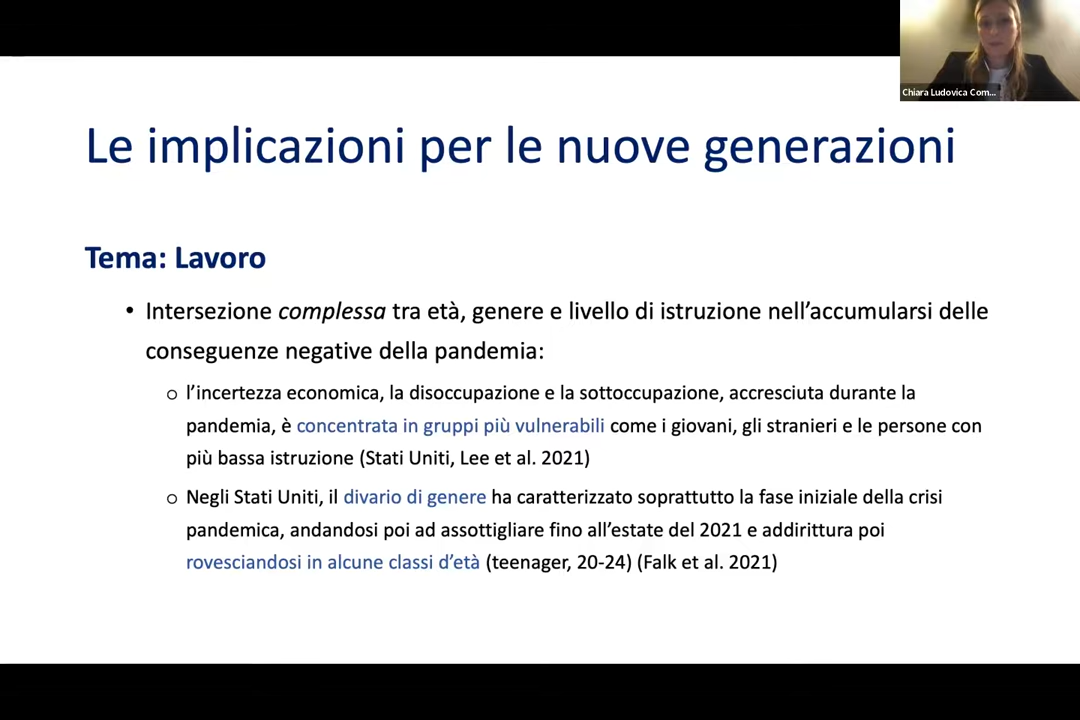 Chiara Ludovica Com...
Le implicazioni per le nuove generazioni
Tema: Lavoro
• Intersezione complessa tra età, genere e livello di istruzione nell’accumularsi delle
conseguenze negative della pandemia:
o l’incertezza economica, la disoccupazione e la sottoccupazione, accresciuta durante la
pandemia, è concentrata in gruppi più vulnerabili come i giovani, gli stranieri e le persone con
più bassa istruzione (Stati Uniti, Lee et al. 2021)
o Negli Stati Uniti, il divario di genere ha caratterizzato soprattutto la fase iniziale della crisi
pandemica, andandosi poi ad assottigliare fino all’estate del 2021 e addirittura poi
rovesciandosi in alcune classi d’età (teenager, 20-24) (Falk et al. 2021)